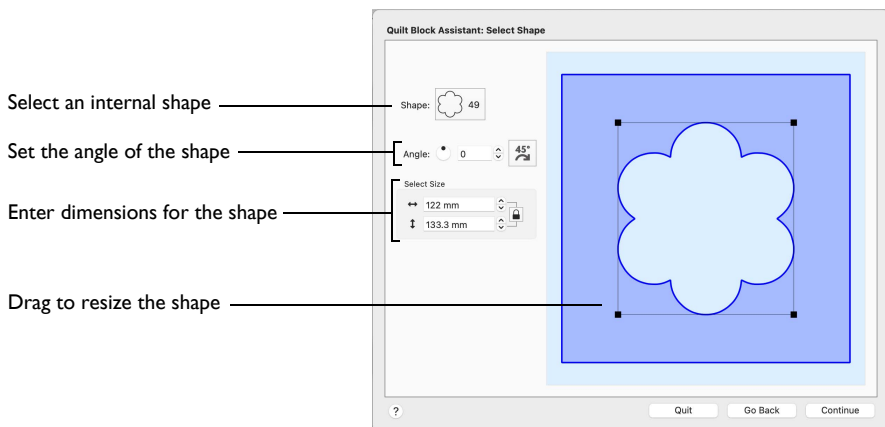 Quilt Block Assistant: Select Shape
Select an internal shape
Shape: 49
Set the angle of the shape
Angle: 0 45°
Select Size
Enter dimensions for the shape
122 mm
133.3 mm
Drag to resize the shape
? Quit Go Back Continue